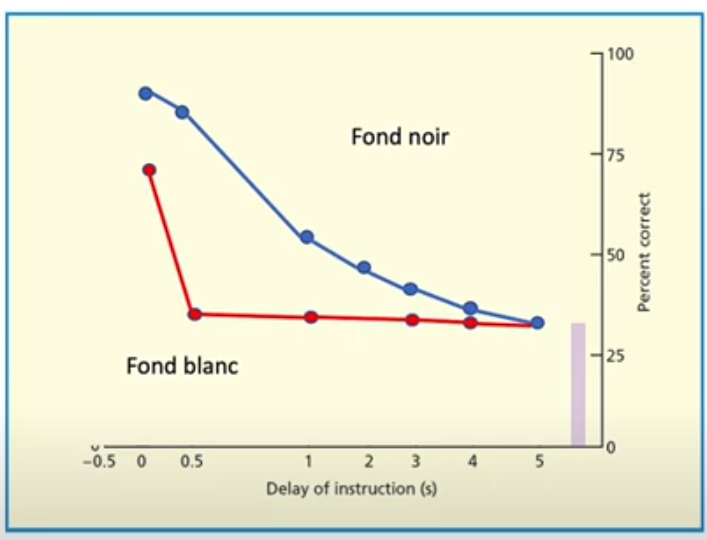 100
Fond noir
75
50
Percent correct
Fond blanc
25
0
−0.5 0 0.5 1 2 3 4 5
Delay of instruction (s)